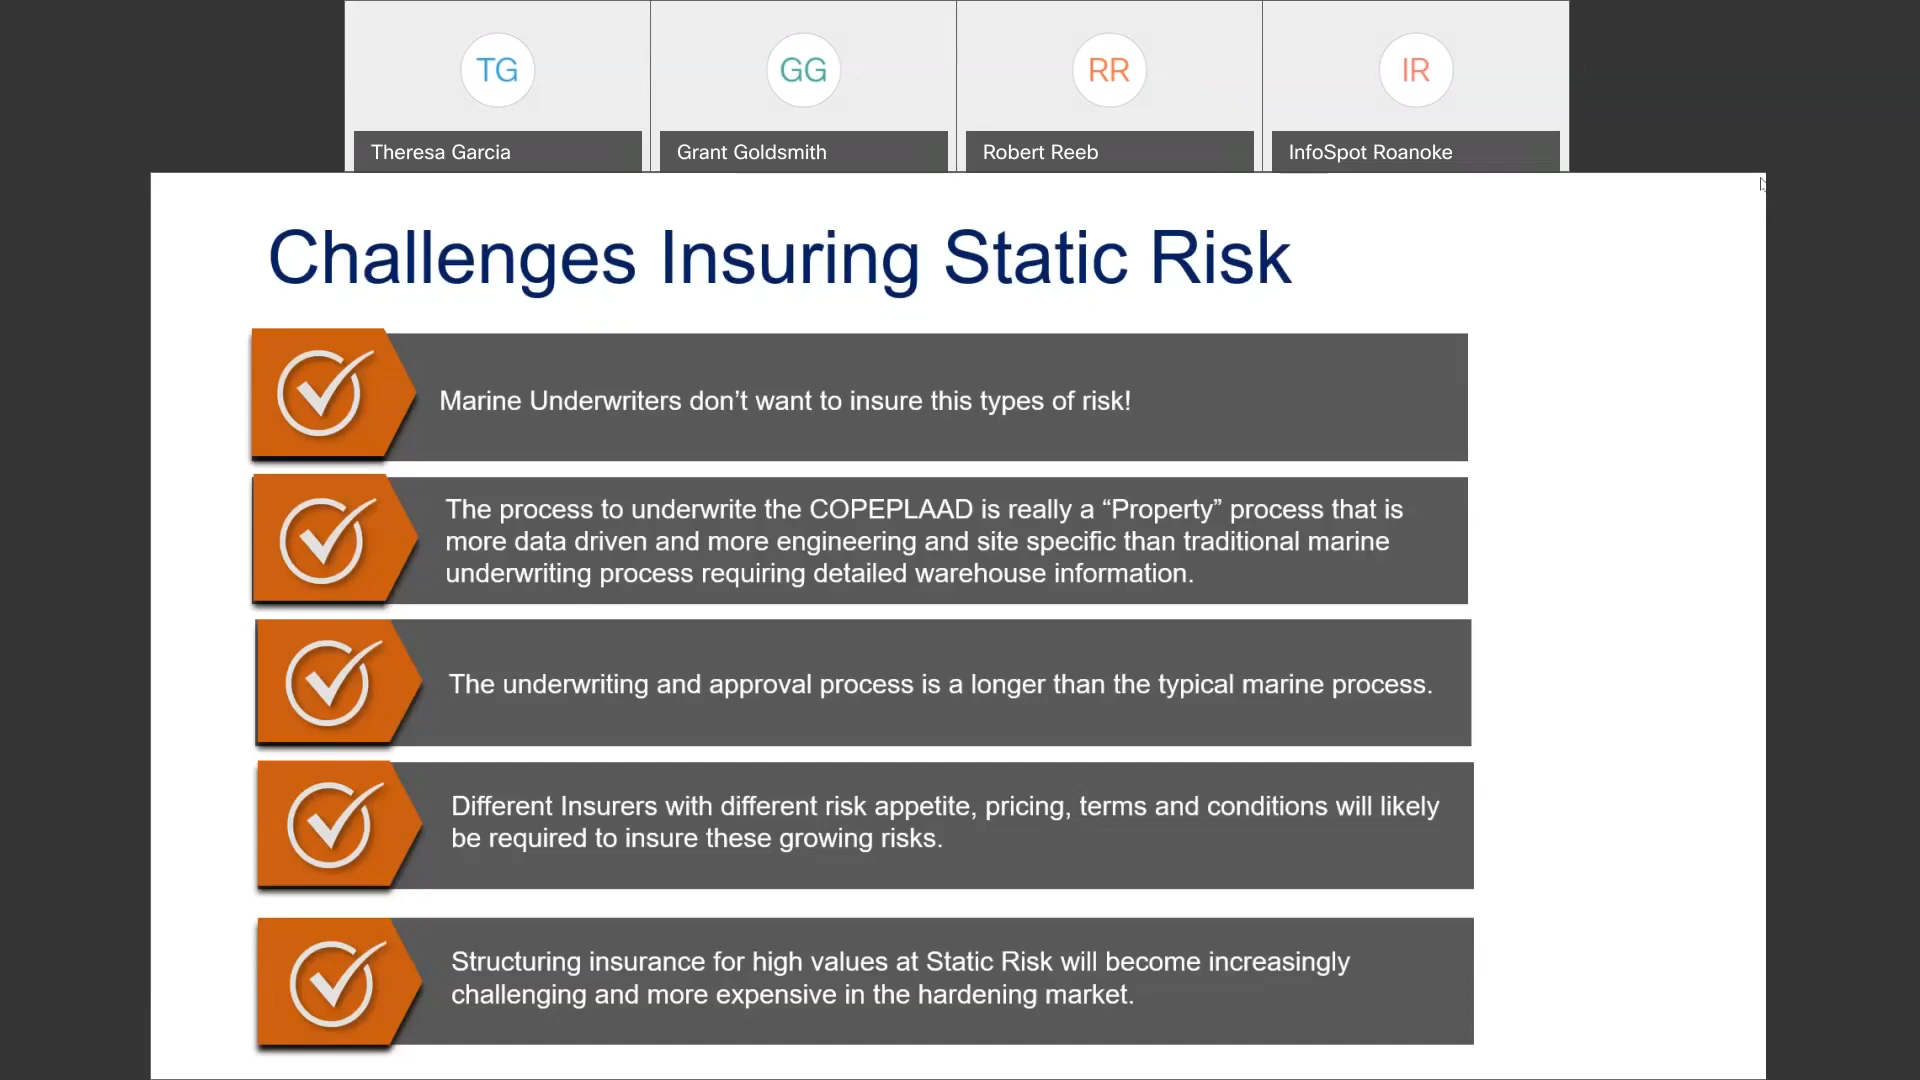 TG
GG
RR
IR
Theresa Garcia
Grant Goldsmith
Robert Reeb
InfoSpot Roanoke
Challenges Insuring Static Risk
Marine Underwriters don’t want to insure this types of risk!
The process to underwrite the COPEPLAAD is really a “Property” process that is
more data driven and more engineering and site specific than traditional marine
underwriting process requiring detailed warehouse information.
The underwriting and approval process is a longer than the typical marine process.
Different Insurers with different risk appetite, pricing, terms and conditions will likely
be required to insure these growing risks.
Structuring insurance for high values at Static Risk will become increasingly
challenging and more expensive in the hardening market.